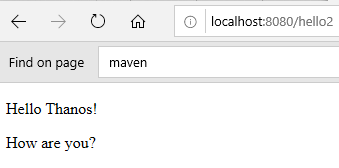 localhost:8080/hello2
Find on page maven
Hello Thanos!
How are you?